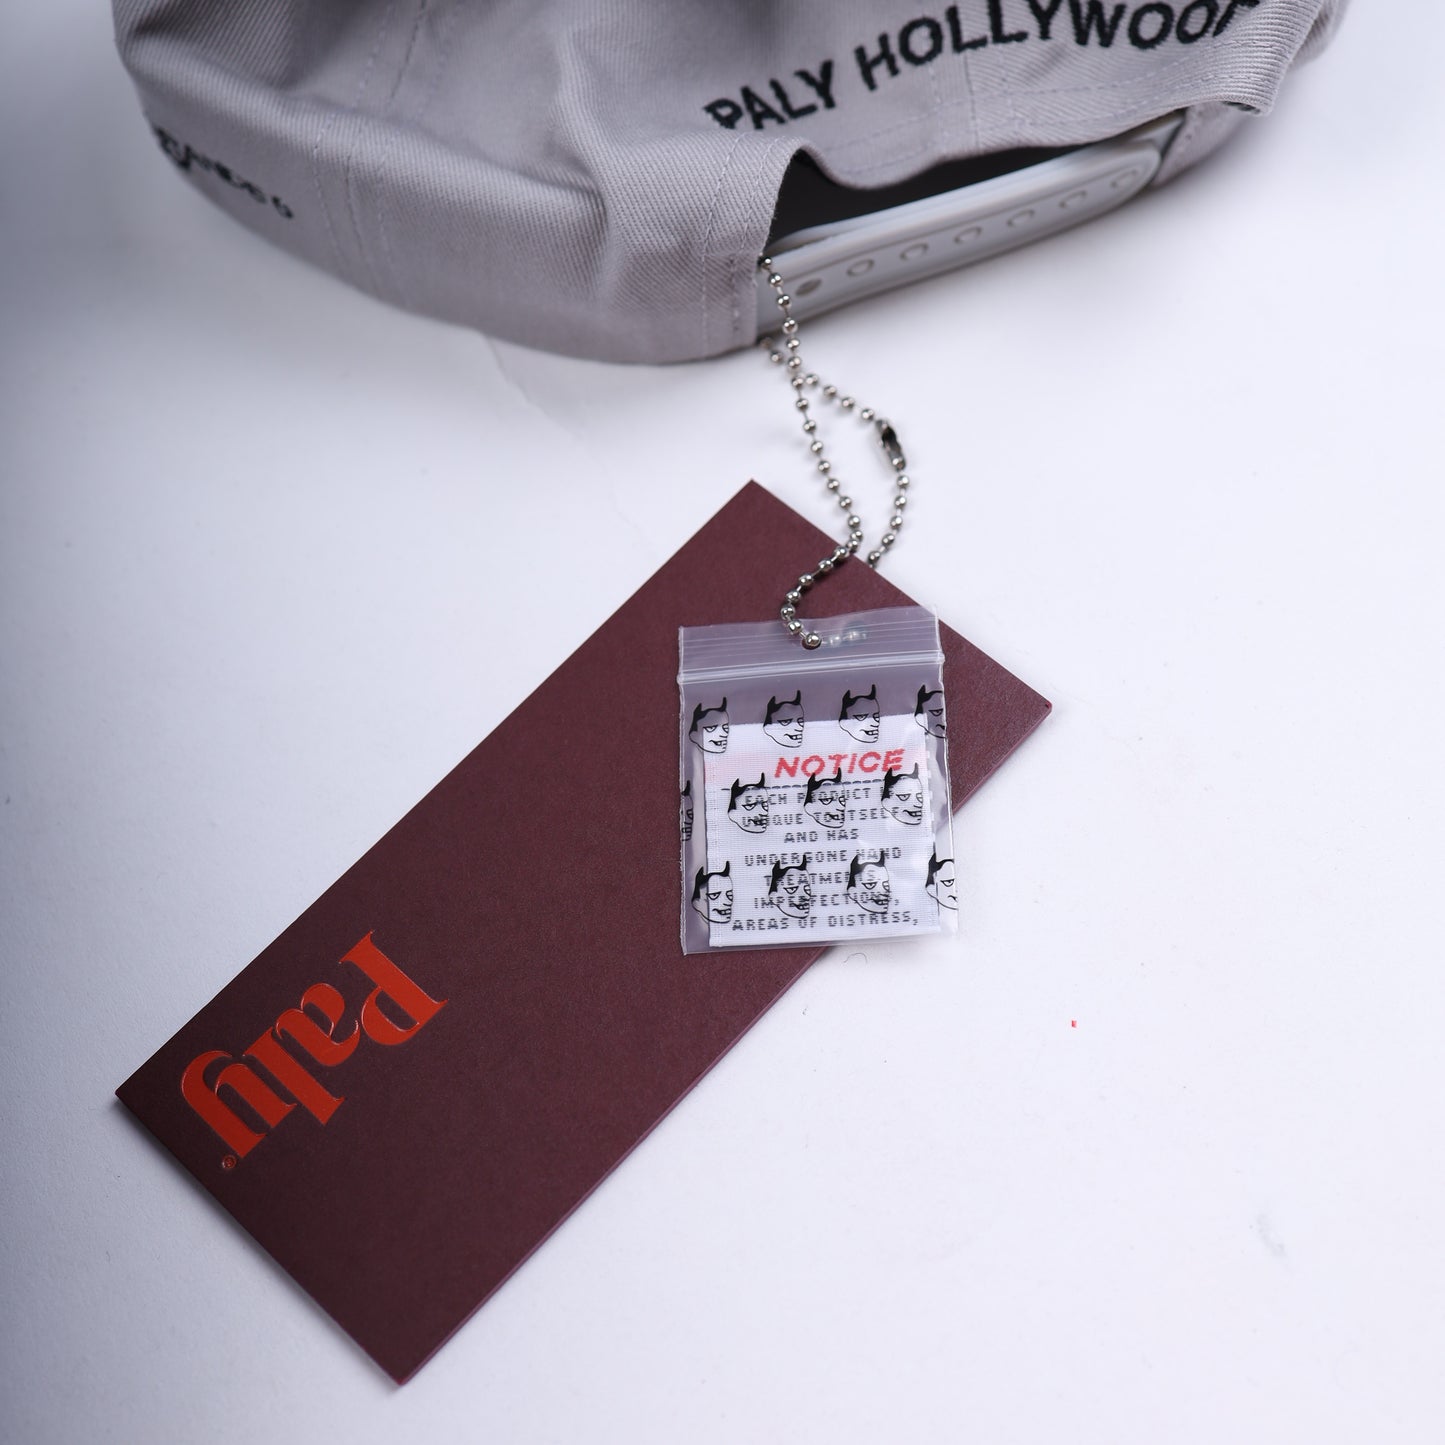 PALY HOLLYWOOD
NOTICE
EACH PRODUCT IS
UNIQUE TO ITSELF
AND HAS
UNDERGONE HAND
TREATMENTS
IMPERFECTIONS,
AREAS OF DISTRESS,
Paly®